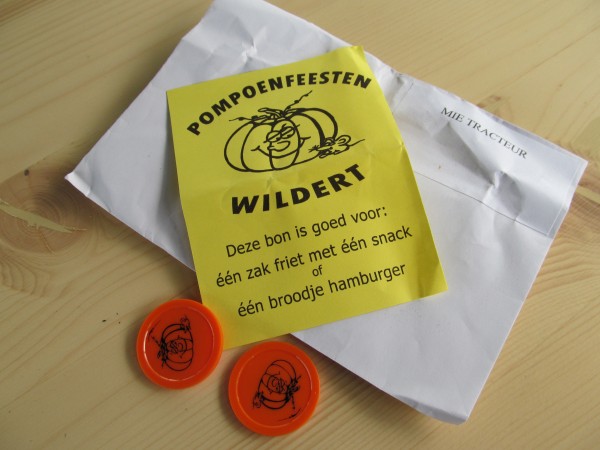 POMPOENFEESTEN
WILDERT
Deze bon is goed voor:
één zak friet met één snack
of
één broodje hamburger
MIE TRACTEUR